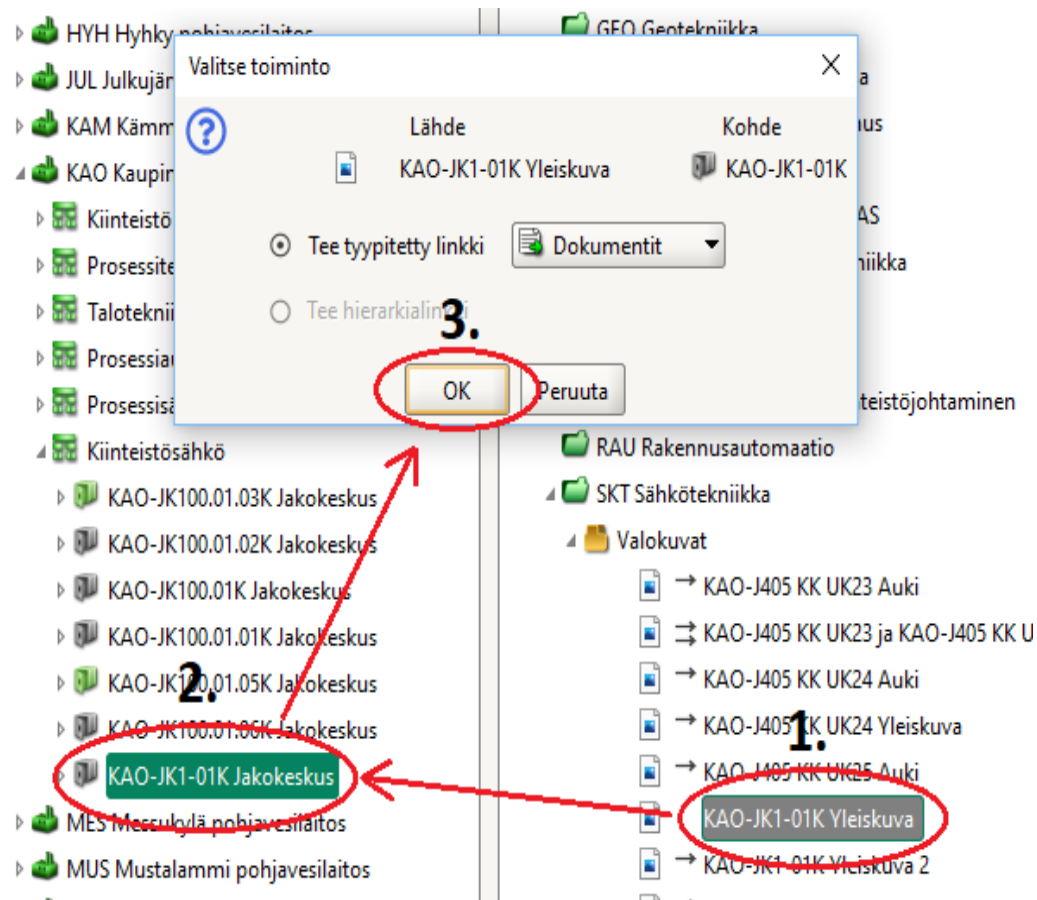 HYH Hyhky pohjavesilaitos
JUL Julkujär
KAM Kämm
KAO Kaupin
Kiinteistö
Prosessite
Taloteknii
Prosessiau
Prosessisä
Kiinteistösähkö
KAO-JK100.01.03K Jakokeskus
KAO-JK100.01.02K Jakokeskus
KAO-JK100.01K Jakokeskus
KAO-JK100.01.01K Jakokeskus
KAO-JK100.01.05K Jakokeskus
2.
KAO-JK100.01.06K Jakokeskus
KAO-JK1-01K Jakokeskus
MES Messukylä pohjavesilaitos
MUS Mustalammi pohjavesilaitos
Valitse toiminto
Lähde Kohde
KAO-JK1-01K Yleiskuva KAO-JK1-01K
Tee tyypitetty linkki Dokumentit
Tee hierarkialinkki
3.
OK Peruuta
GEO Geotekniikka
a
us
AS
niikka
teistöjohtaminen
RAU Rakennusautomaatio
SKT Sähkötekniikka
Valokuvat
→ KAO-J405 KK UK23 Auki
KAO-J405 KK UK23 ja KAO-J405 KK U
→ KAO-J405 KK UK24 Auki
→ KAO-J405 KK UK24 Yleiskuva
1.
→ KAO-J405 KK UK25 Auki
KAO-JK1-01K Yleiskuva
→ KAO-JK1-01K Yleiskuva 2